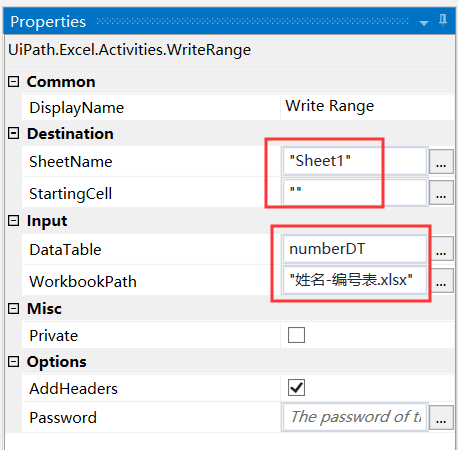 Properties
UiPath.Excel.Activities.WriteRange
Common
DisplayName Write Range
Destination
SheetName "Sheet1" ...
StartingCell "" ...
Input
DataTable numberDT ...
WorkbookPath "姓名-编号表.xlsx" ...
Misc
Private
Options
AddHeaders
Password The password of t ...